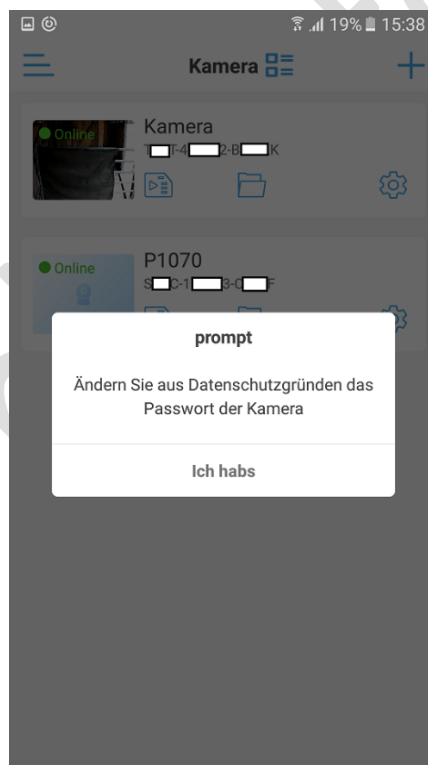 19% 15:38
Kamera
Online
Kamera
Online
P1070
prompt
Ändern Sie aus Datenschutzgründen das
Passwort der Kamera
Ich habs